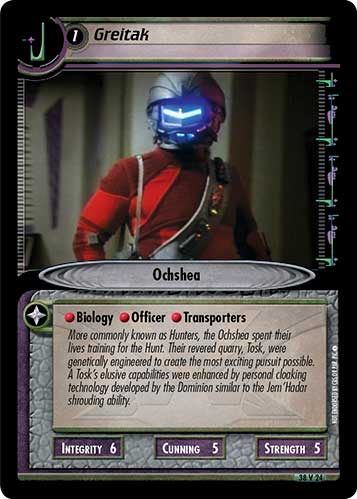 1 Greitak
Ochshea
Biology Officer Transporters
More commonly known as Hunters, the Ochshea spent their
lives training for the Hunt. Their revered quarry, Tosk, were
genetically engineered to create the most exciting pursuit possible.
A Tosk's elusive capabilities were enhanced by personal cloaking
technology developed by the Dominion similar to the Jem'Hadar
shrouding ability.
INTEGRITY 6 CUNNING 5 STRENGTH 5
38 V 24